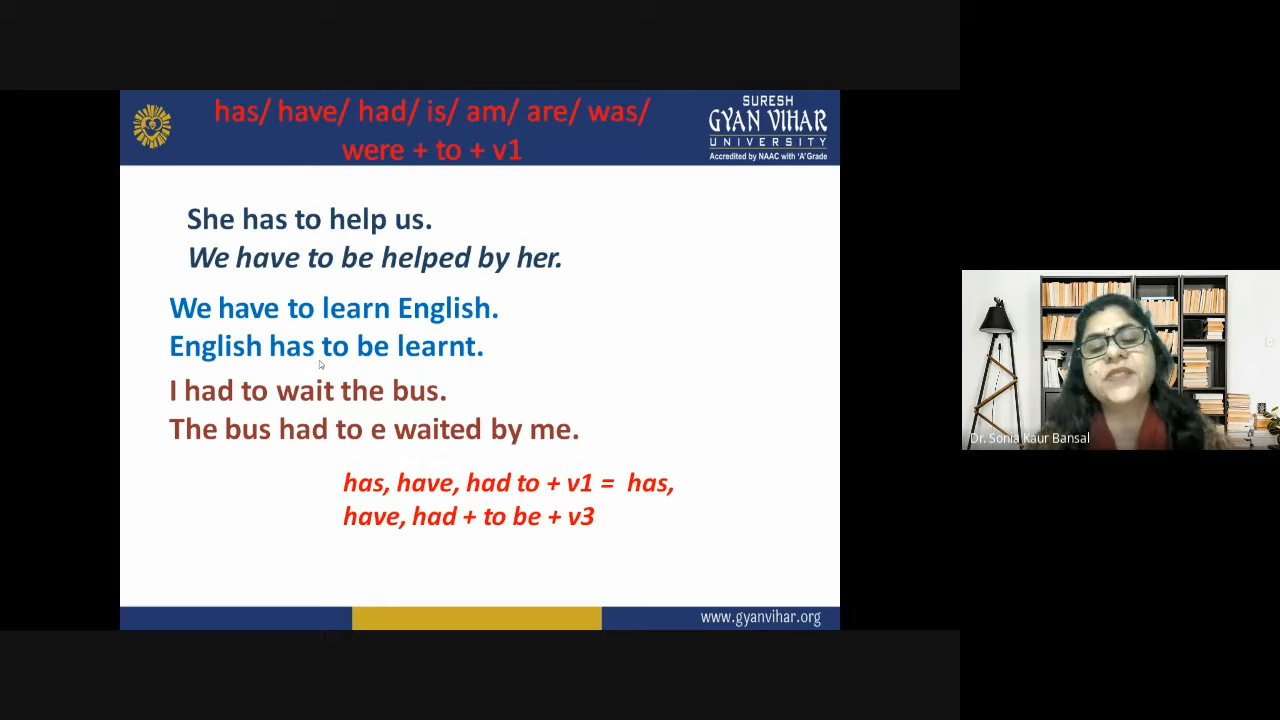 has/ have/ had/ is/ am/ are/ was/
were + to + v1
SURESH
GYAN VIHAR
UNIVERSITY
Accredited by NAAC with 'A' Grade
She has to help us.
We have to be helped by her.
We have to learn English.
English has to be learnt.
I had to wait the bus.
The bus had to e waited by me.
has, have, had to + v1 = has,
have, had + to be + v3
www.gyanvihar.org
Dr. Sonia Kaur Bansal